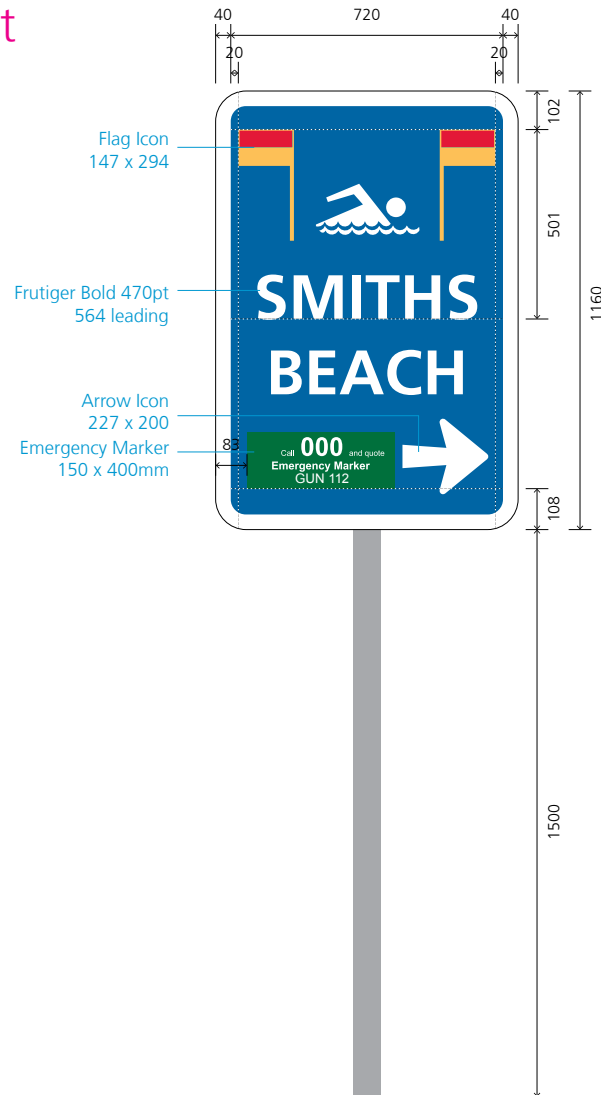 t
40 720 40
20 20
102
Flag Icon
147 x 294
501
1160
Frutiger Bold 470pt
564 leading
SMITHS
BEACH
Arrow Icon
227 x 200
Emergency Marker
150 x 400mm
83
Call 000 and quote
Emergency Marker
GUN 112
108
1500